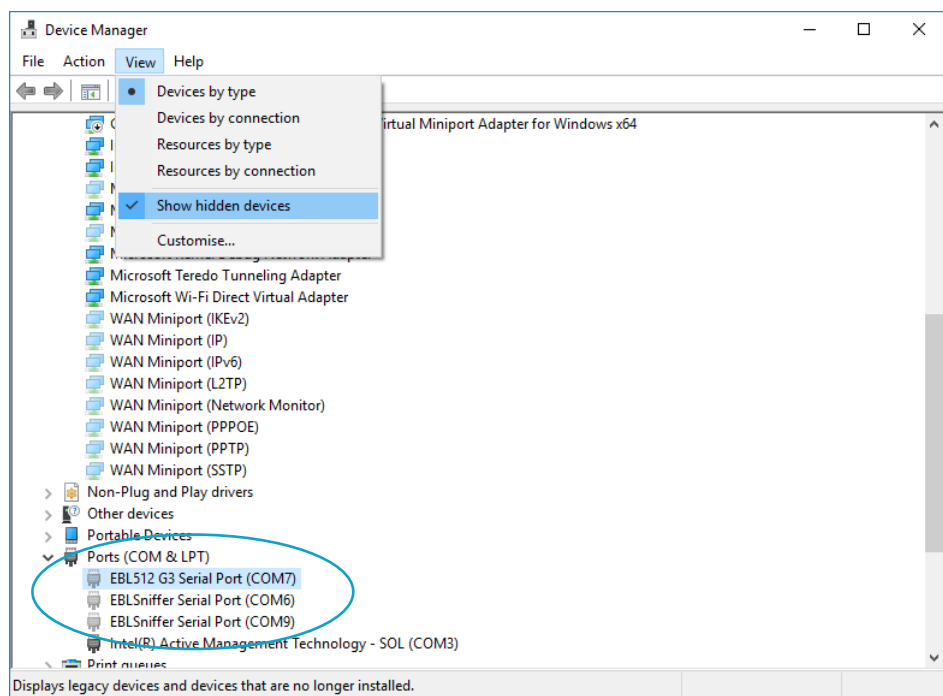 Device Manager
File Action View Help
Devices by type
Devices by connection
Virtual Miniport Adapter for Windows x64
Resources by type
Resources by connection
Show hidden devices
Customise...
Microsoft Kernel Debug Network Adapter
Microsoft Teredo Tunneling Adapter
Microsoft Wi-Fi Direct Virtual Adapter
WAN Miniport (IKEv2)
WAN Miniport (IP)
WAN Miniport (IPv6)
WAN Miniport (L2TP)
WAN Miniport (Network Monitor)
WAN Miniport (PPPOE)
WAN Miniport (PPTP)
WAN Miniport (SSTP)
Non-Plug and Play drivers
Other devices
Portable Devices
Ports (COM & LPT)
EBL512 G3 Serial Port (COM7)
EBLSniffer Serial Port (COM6)
EBLSniffer Serial Port (COM9)
Intel(R) Active Management Technology - SOL (COM3)
Print queues
Displays legacy devices and devices that are no longer installed.